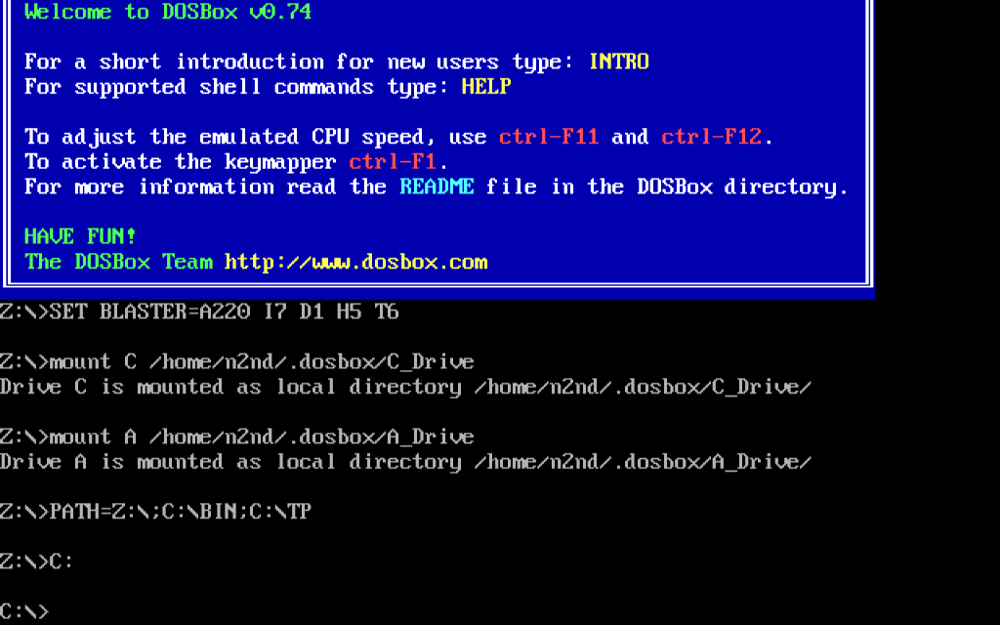 Welcome to DOSBox v0.74
For a short introduction for new users type: INTRO
For supported shell commands type: HELP
To adjust the emulated CPU speed, use ctrl-F11 and ctrl-F12.
To activate the keymapper ctrl-F1.
For more information read the README file in the DOSBox directory.
HAVE FUN!
The DOSBox Team http://www.dosbox.com
Z:\>SET BLASTER=A220 I7 D1 H5 T6
Z:\>mount C /home/n2nd/.dosbox/C_Drive
Drive C is mounted as local directory /home/n2nd/.dosbox/C_Drive/
Z:\>mount A /home/n2nd/.dosbox/A_Drive
Drive A is mounted as local directory /home/n2nd/.dosbox/A_Drive/
Z:\>PATH=Z:\;C:\BIN;C:\TP
Z:\>C:
C:\>